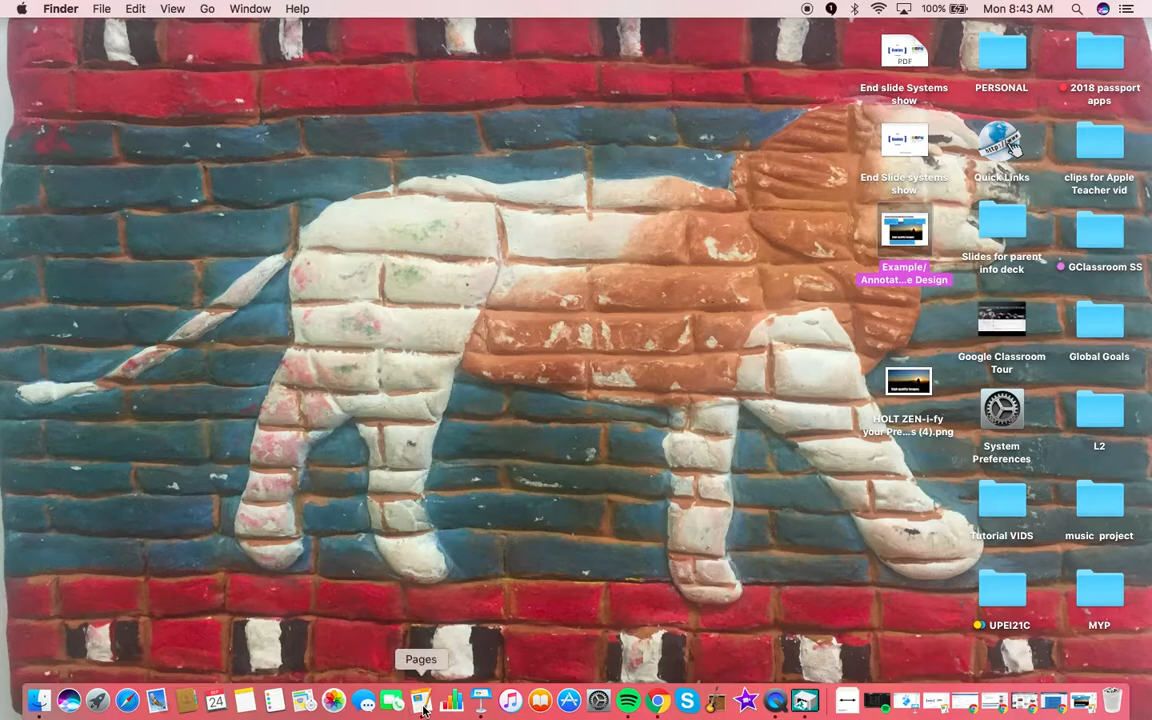 Finder File Edit View Go Window Help
100% Mon 8:43 AM
PDF
End slide Systems
show
PERSONAL
2018 passport
apps
End Slide systems
show
Quick Links
clips for Apple
Teacher vid
Example/
Annotat...e Design
Slides for parent
info deck
GClassroom SS
Google Classroom
Tour
Global Goals
HOLT ZEN-i-fy
your Pre...s (4).png
System
Preferences
L2
Tutorial VIDS
music project
UPEI21C
MYP
Pages
SEP
24